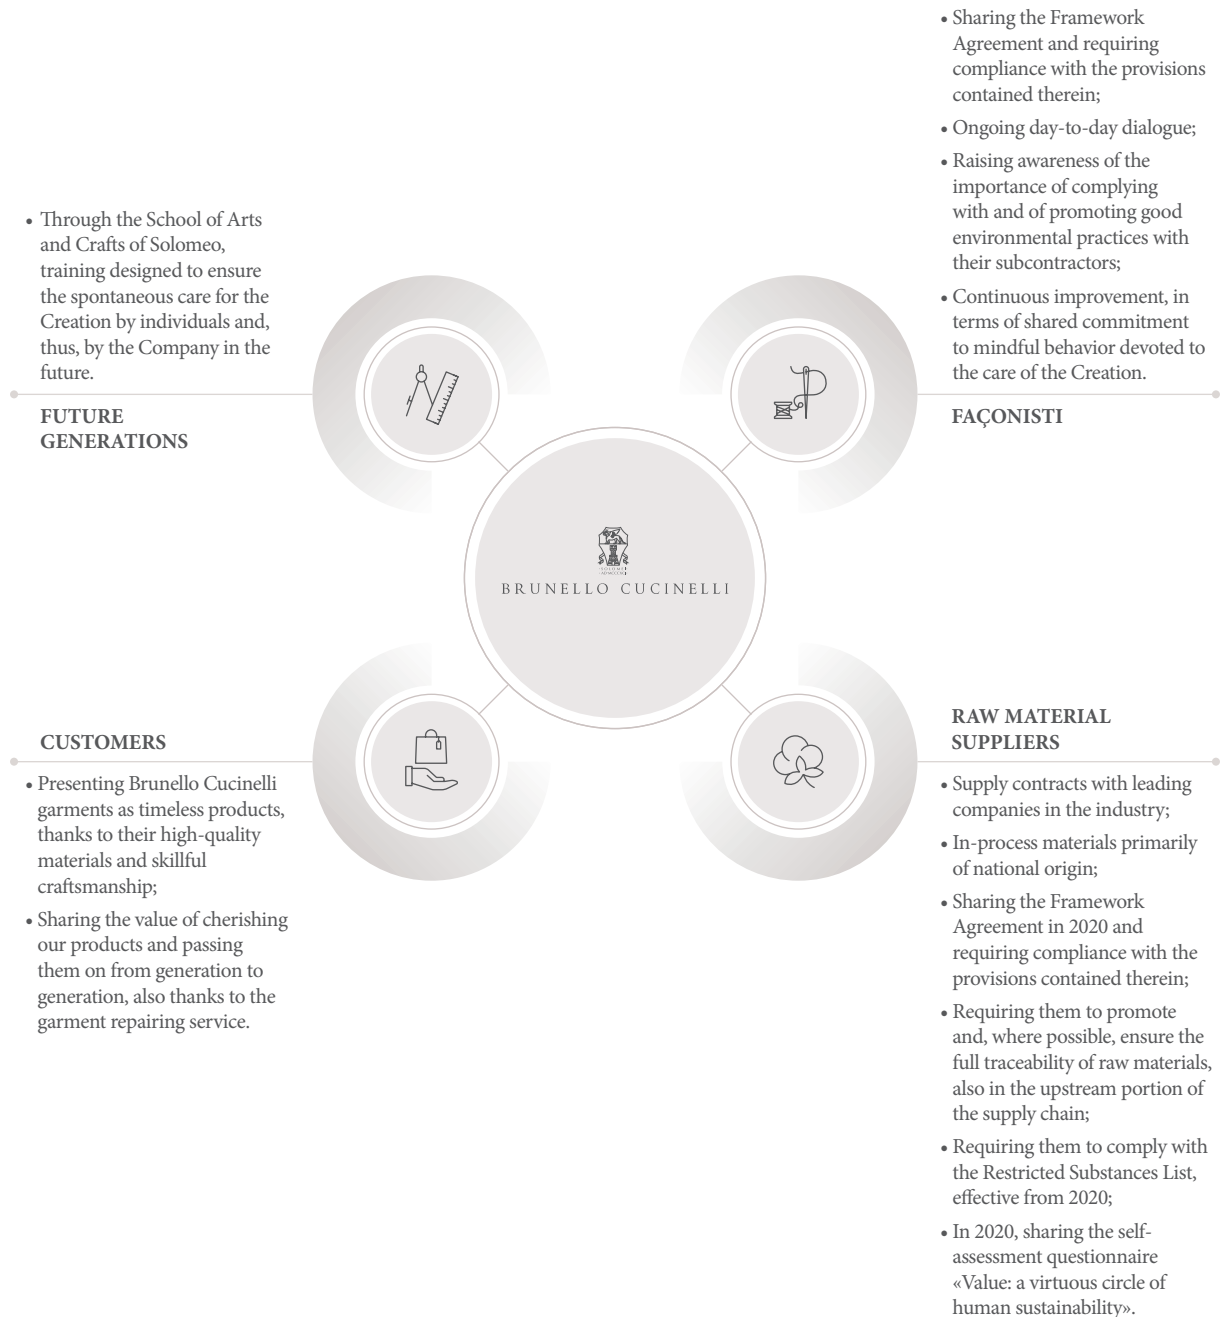 • Through the School of Arts
and Crafts of Solomeo,
training designed to ensure
the spontaneous care for the
Creation by individuals and,
thus, by the Company in the
future.
FUTURE
GENERATIONS
• Sharing the Framework
Agreement and requiring
compliance with the provisions
contained therein;
• Ongoing day-to-day dialogue;
• Raising awareness of the
importance of complying
with and of promoting good
environmental practices with
their subcontractors;
• Continuous improvement, in
terms of shared commitment
to mindful behavior devoted to
the care of the Creation.
FAÇONISTI
BRUNELLO CUCINELLI
CUSTOMERS
• Presenting Brunello Cucinelli
garments as timeless products,
thanks to their high-quality
materials and skillful
craftsmanship;
• Sharing the value of cherishing
our products and passing
them on from generation to
generation, also thanks to the
garment repairing service.
RAW MATERIAL
SUPPLIERS
• Supply contracts with leading
companies in the industry;
• In-process materials primarily
of national origin;
• Sharing the Framework
Agreement in 2020 and
requiring compliance with the
provisions contained therein;
• Requiring them to promote
and, where possible, ensure the
full traceability of raw materials,
also in the upstream portion of
the supply chain;
• Requiring them to comply with
the Restricted Substances List,
effective from 2020;
• In 2020, sharing the self-
assessment questionnaire
«Value: a virtuous circle of
human sustainability».